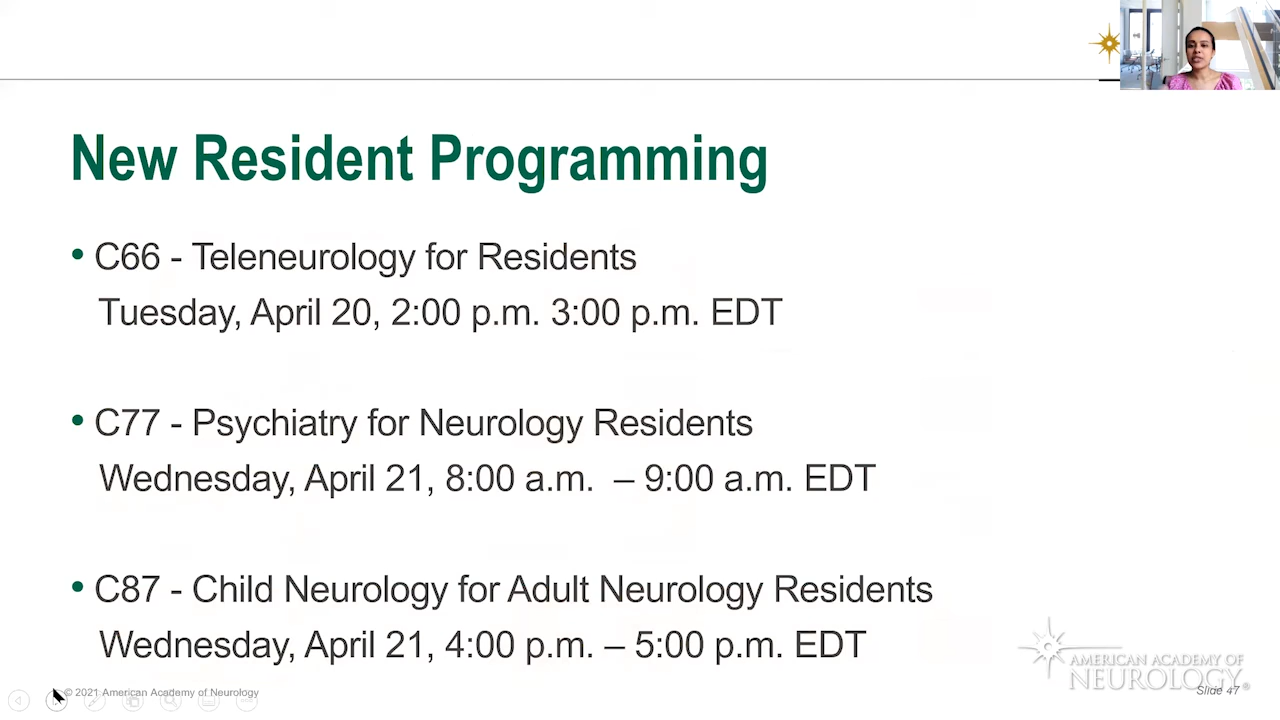 New Resident Programming
• C66 - Teleneurology for Residents
Tuesday, April 20, 2:00 p.m. 3:00 p.m. EDT
• C77 - Psychiatry for Neurology Residents
Wednesday, April 21, 8:00 a.m. – 9:00 a.m. EDT
• C87 - Child Neurology for Adult Neurology Residents
Wednesday, April 21, 4:00 p.m. – 5:00 p.m. EDT
AMERICAN ACADEMY OF
NEUROLOGY®
© 2021 American Academy of Neurology
Slide 47